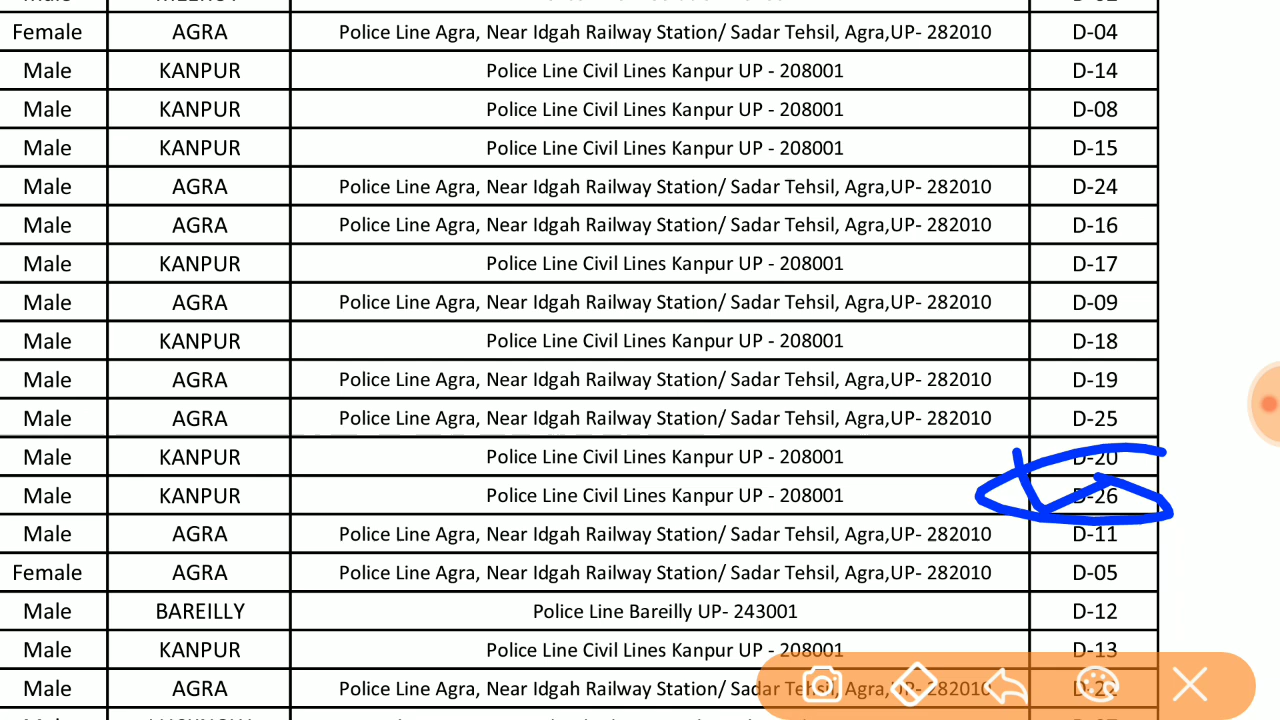 Female AGRA Police Line Agra, Near Idgah Railway Station/ Sadar Tehsil, Agra,UP- 282010 D-04
Male KANPUR Police Line Civil Lines Kanpur UP - 208001 D-14
Male KANPUR Police Line Civil Lines Kanpur UP - 208001 D-08
Male KANPUR Police Line Civil Lines Kanpur UP - 208001 D-15
Male AGRA Police Line Agra, Near Idgah Railway Station/ Sadar Tehsil, Agra,UP- 282010 D-24
Male AGRA Police Line Agra, Near Idgah Railway Station/ Sadar Tehsil, Agra,UP- 282010 D-16
Male KANPUR Police Line Civil Lines Kanpur UP - 208001 D-17
Male AGRA Police Line Agra, Near Idgah Railway Station/ Sadar Tehsil, Agra,UP- 282010 D-09
Male KANPUR Police Line Civil Lines Kanpur UP - 208001 D-18
Male AGRA Police Line Agra, Near Idgah Railway Station/ Sadar Tehsil, Agra,UP- 282010 D-19
Male AGRA Police Line Agra, Near Idgah Railway Station/ Sadar Tehsil, Agra,UP- 282010 D-25
Male KANPUR Police Line Civil Lines Kanpur UP - 208001 D-20
Male KANPUR Police Line Civil Lines Kanpur UP - 208001 D-26
Male AGRA Police Line Agra, Near Idgah Railway Station/ Sadar Tehsil, Agra,UP- 282010 D-11
Female AGRA Police Line Agra, Near Idgah Railway Station/ Sadar Tehsil, Agra,UP- 282010 D-05
Male BAREILLY Police Line Bareilly UP- 243001 D-12
Male KANPUR Police Line Civil Lines Kanpur UP - 208001 D-13
Male AGRA Police Line Agra, Near Idgah Railway Station/ Sadar Tehsil, Agra,UP- 282010